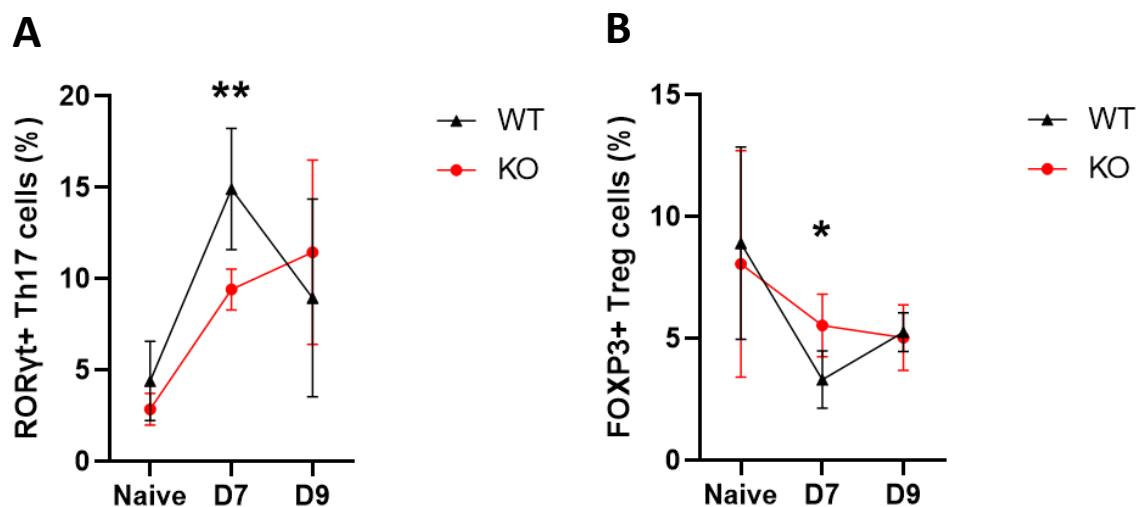 A
RORγt+ Th17 cells (%)
20
15
10
5
0
**
Naive
D7
D9
WT
KO
B
FOXP3+ Treg cells (%)
15
10
5
0
*
Naive
D7
D9
WT
KO